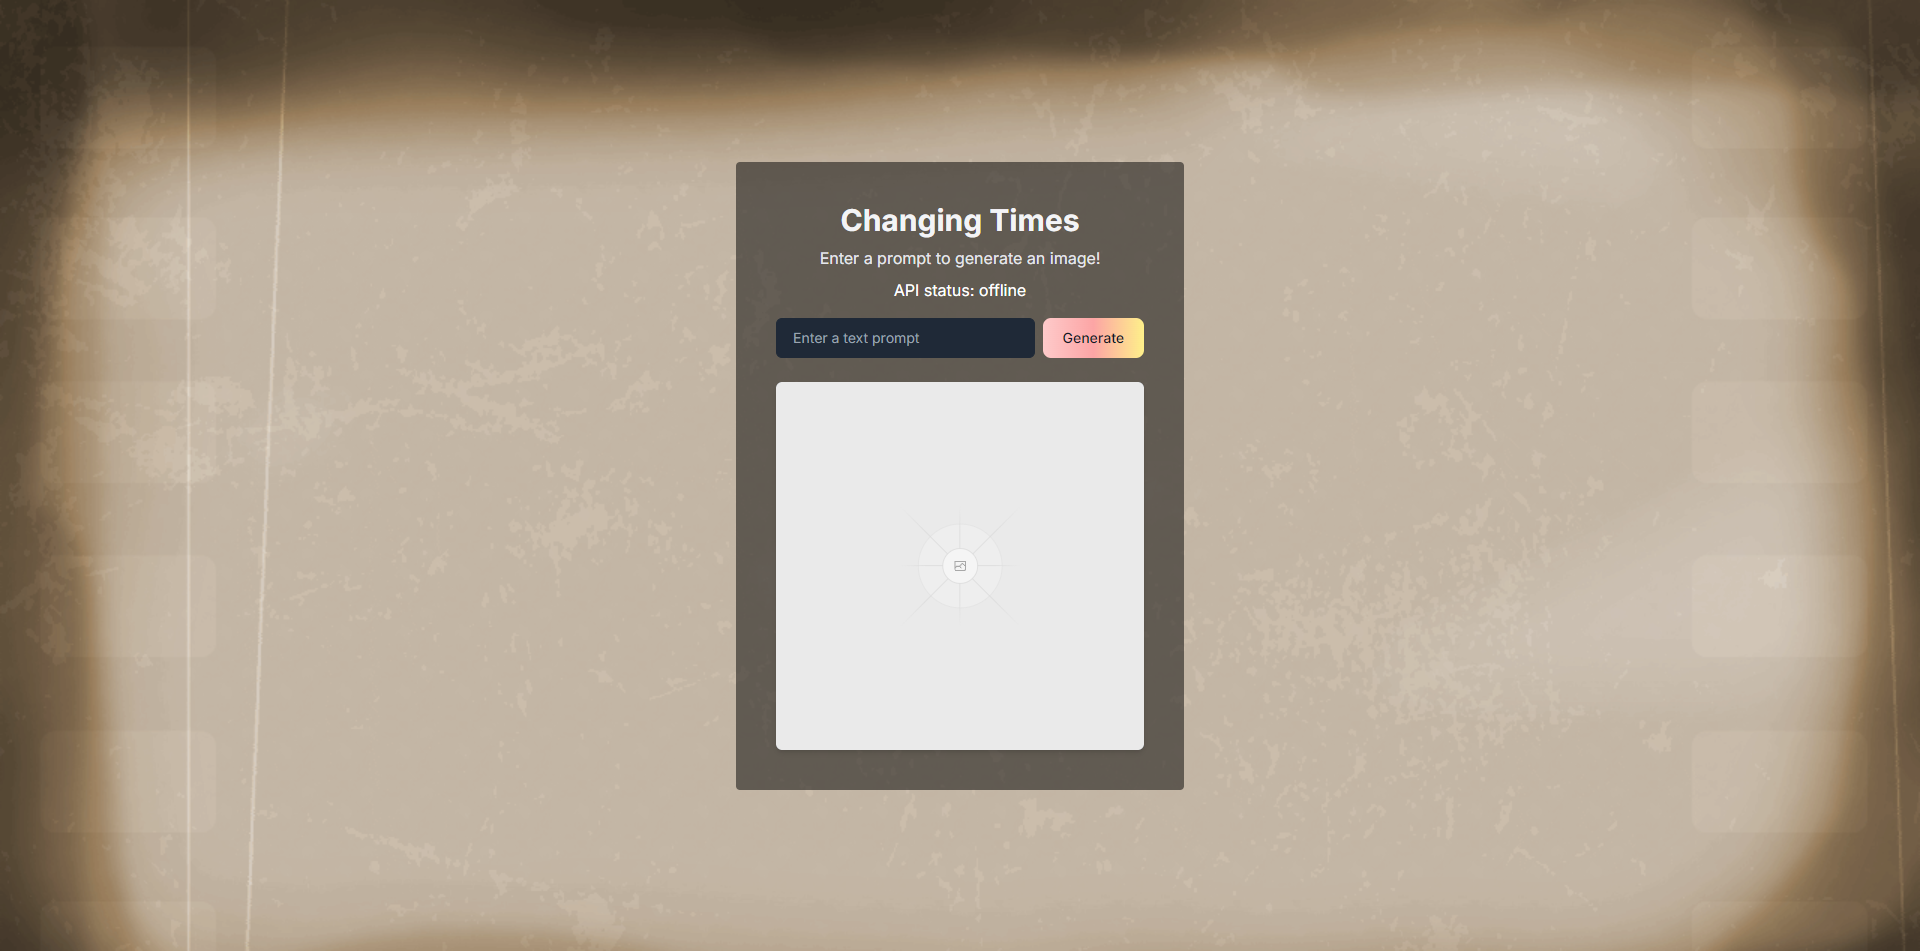 Changing Times
Enter a prompt to generate an image!
API status: offline
Enter a text prompt
Generate